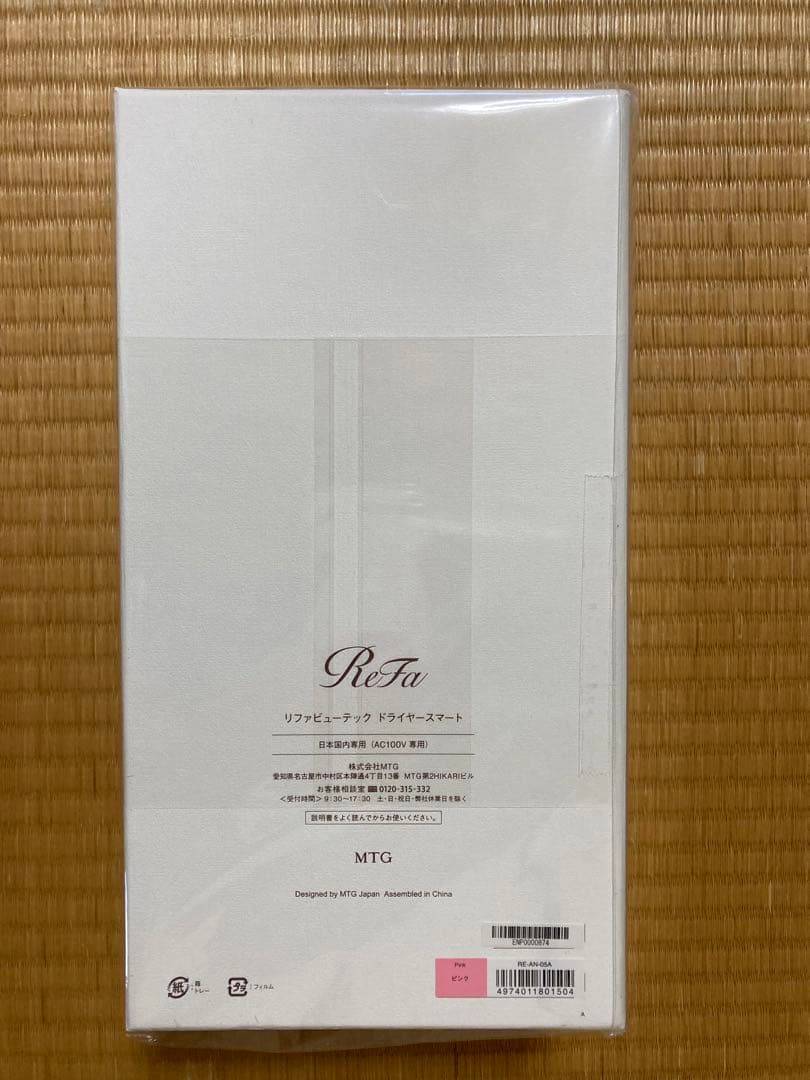 ReFa
リファビューテック ドライヤースマート
日本国内専用（AC100V 専用）
株式会社MTG
愛知県名古屋市中村区本陣通4丁目13番 MTG第2HIKARIビル
お客様相談室 0120-315-332
＜受付時間＞9:30〜17:30 土・日・祝日・弊社休業日を除く
説明書をよく読んでからお使いください。
MTG
Designed by MTG Japan Assembled in China
ENP0000874
Pink
ピンク
RE-AN-05A
4974011801504
紙
:箱
・トレー
プラ
:フィルム
A